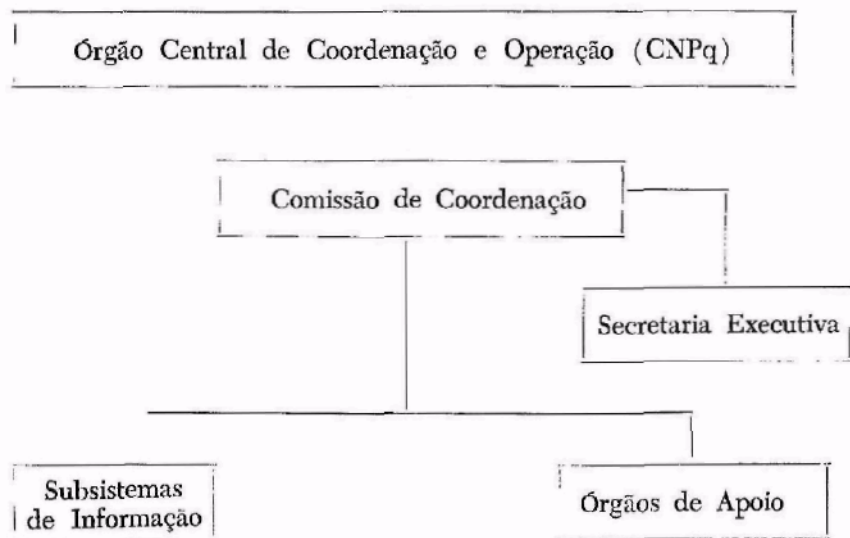 Órgão Central de Coordenação e Operação (CNPq)
Comissão de Coordenação
Secretaria Executiva
Subsistemas
de Informação
Órgãos de Apoio